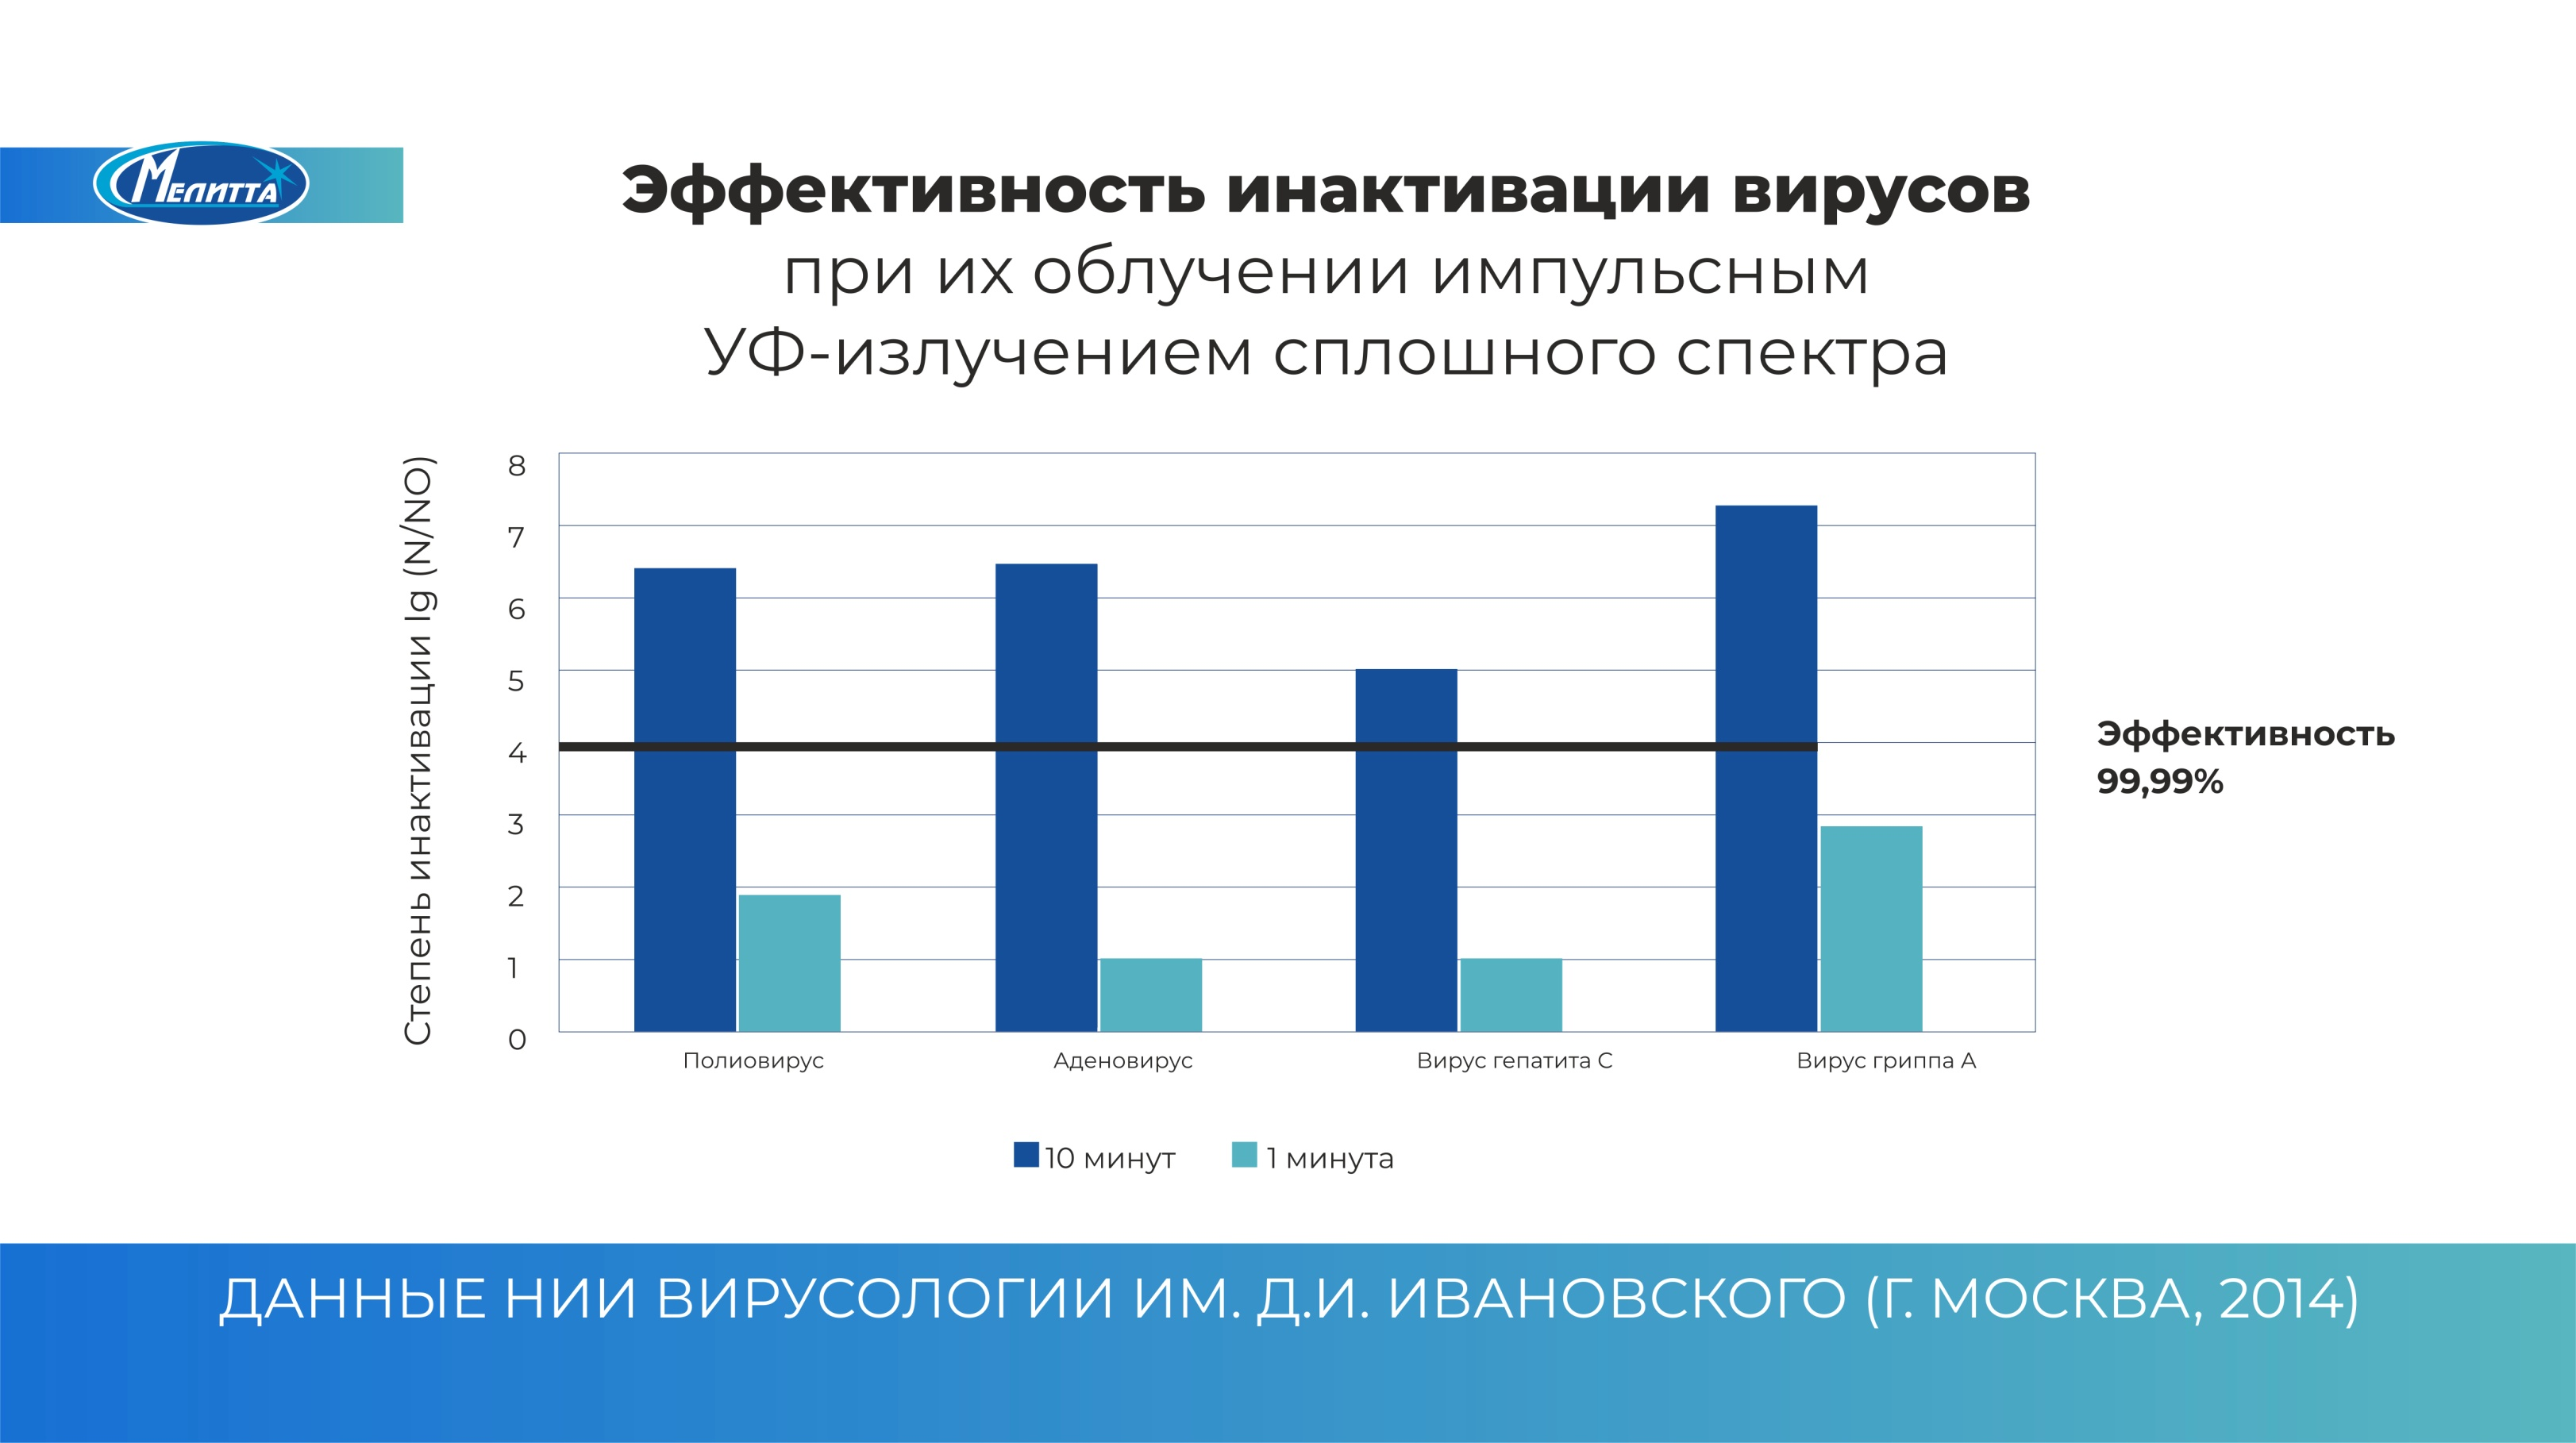 Мелитта
Эффективность инактивации вирусов
при их облучении импульсным
УФ-излучением сплошного спектра
Степень инактивации lg (N/NO)
8
7
6
5
4
3
2
1
0
Эффективность
99,99%
Полиовирус
Аденовирус
Вирус гепатита С
Вирус гриппа А
10 минут
1 минута
ДАННЫЕ НИИ ВИРУСОЛОГИИ ИМ. Д.И. ИВАНОВСКОГО (Г. МОСКВА, 2014)